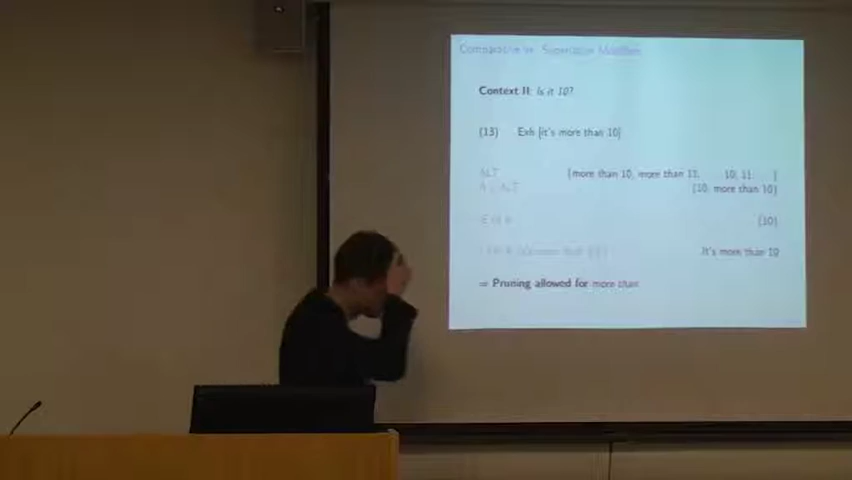 Comparative vs. Superlative Modifiers
Context II: Is it 10?
(13) Exh [it's more than 10]
ALT {more than 10, more than 11, 10, 11, }
{10, more than 10}
{10}
It's more than 10
= Pruning allowed for more than